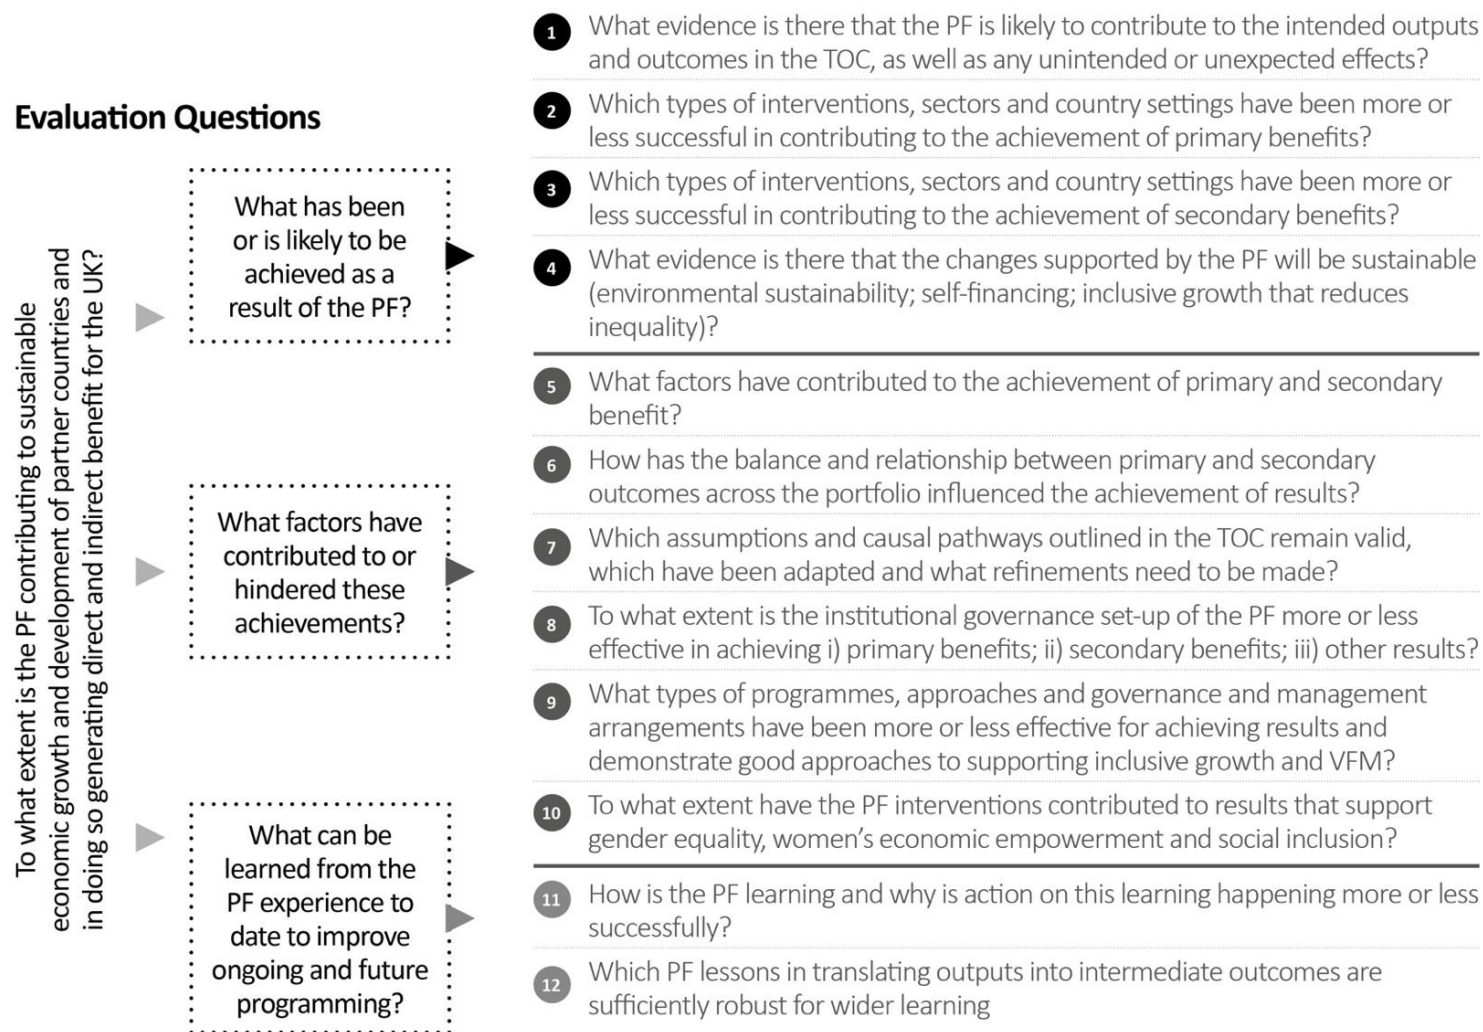 Evaluation Questions
To what extent is the PF contributing to sustainable
economic growth and development of partner countries and
in doing so generating direct and indirect benefit for the UK?
What has been
or is likely to be
achieved as a
result of the PF?
1 What evidence is there that the PF is likely to contribute to the intended outputs
and outcomes in the TOC, as well as any unintended or unexpected effects?
2 Which types of interventions, sectors and country settings have been more or
less successful in contributing to the achievement of primary benefits?
3 Which types of interventions, sectors and country settings have been more or
less successful in contributing to the achievement of secondary benefits?
4 What evidence is there that the changes supported by the PF will be sustainable
(environmental sustainability; self-financing; inclusive growth that reduces
inequality)?
What factors have
contributed to or
hindered these
achievements?
5 What factors have contributed to the achievement of primary and secondary
benefit?
6 How has the balance and relationship between primary and secondary
outcomes across the portfolio influenced the achievement of results?
7 Which assumptions and causal pathways outlined in the TOC remain valid,
which have been adapted and what refinements need to be made?
8 To what extent is the institutional governance set-up of the PF more or less
effective in achieving i) primary benefits; ii) secondary benefits; iii) other results?
9 What types of programmes, approaches and governance and management
arrangements have been more or less effective for achieving results and
demonstrate good approaches to supporting inclusive growth and VFM?
10 To what extent have the PF interventions contributed to results that support
gender equality, women’s economic empowerment and social inclusion?
What can be
learned from the
PF experience to
date to improve
ongoing and future
programming?
11 How is the PF learning and why is action on this learning happening more or less
successfully?
12 Which PF lessons in translating outputs into intermediate outcomes are
sufficiently robust for wider learning